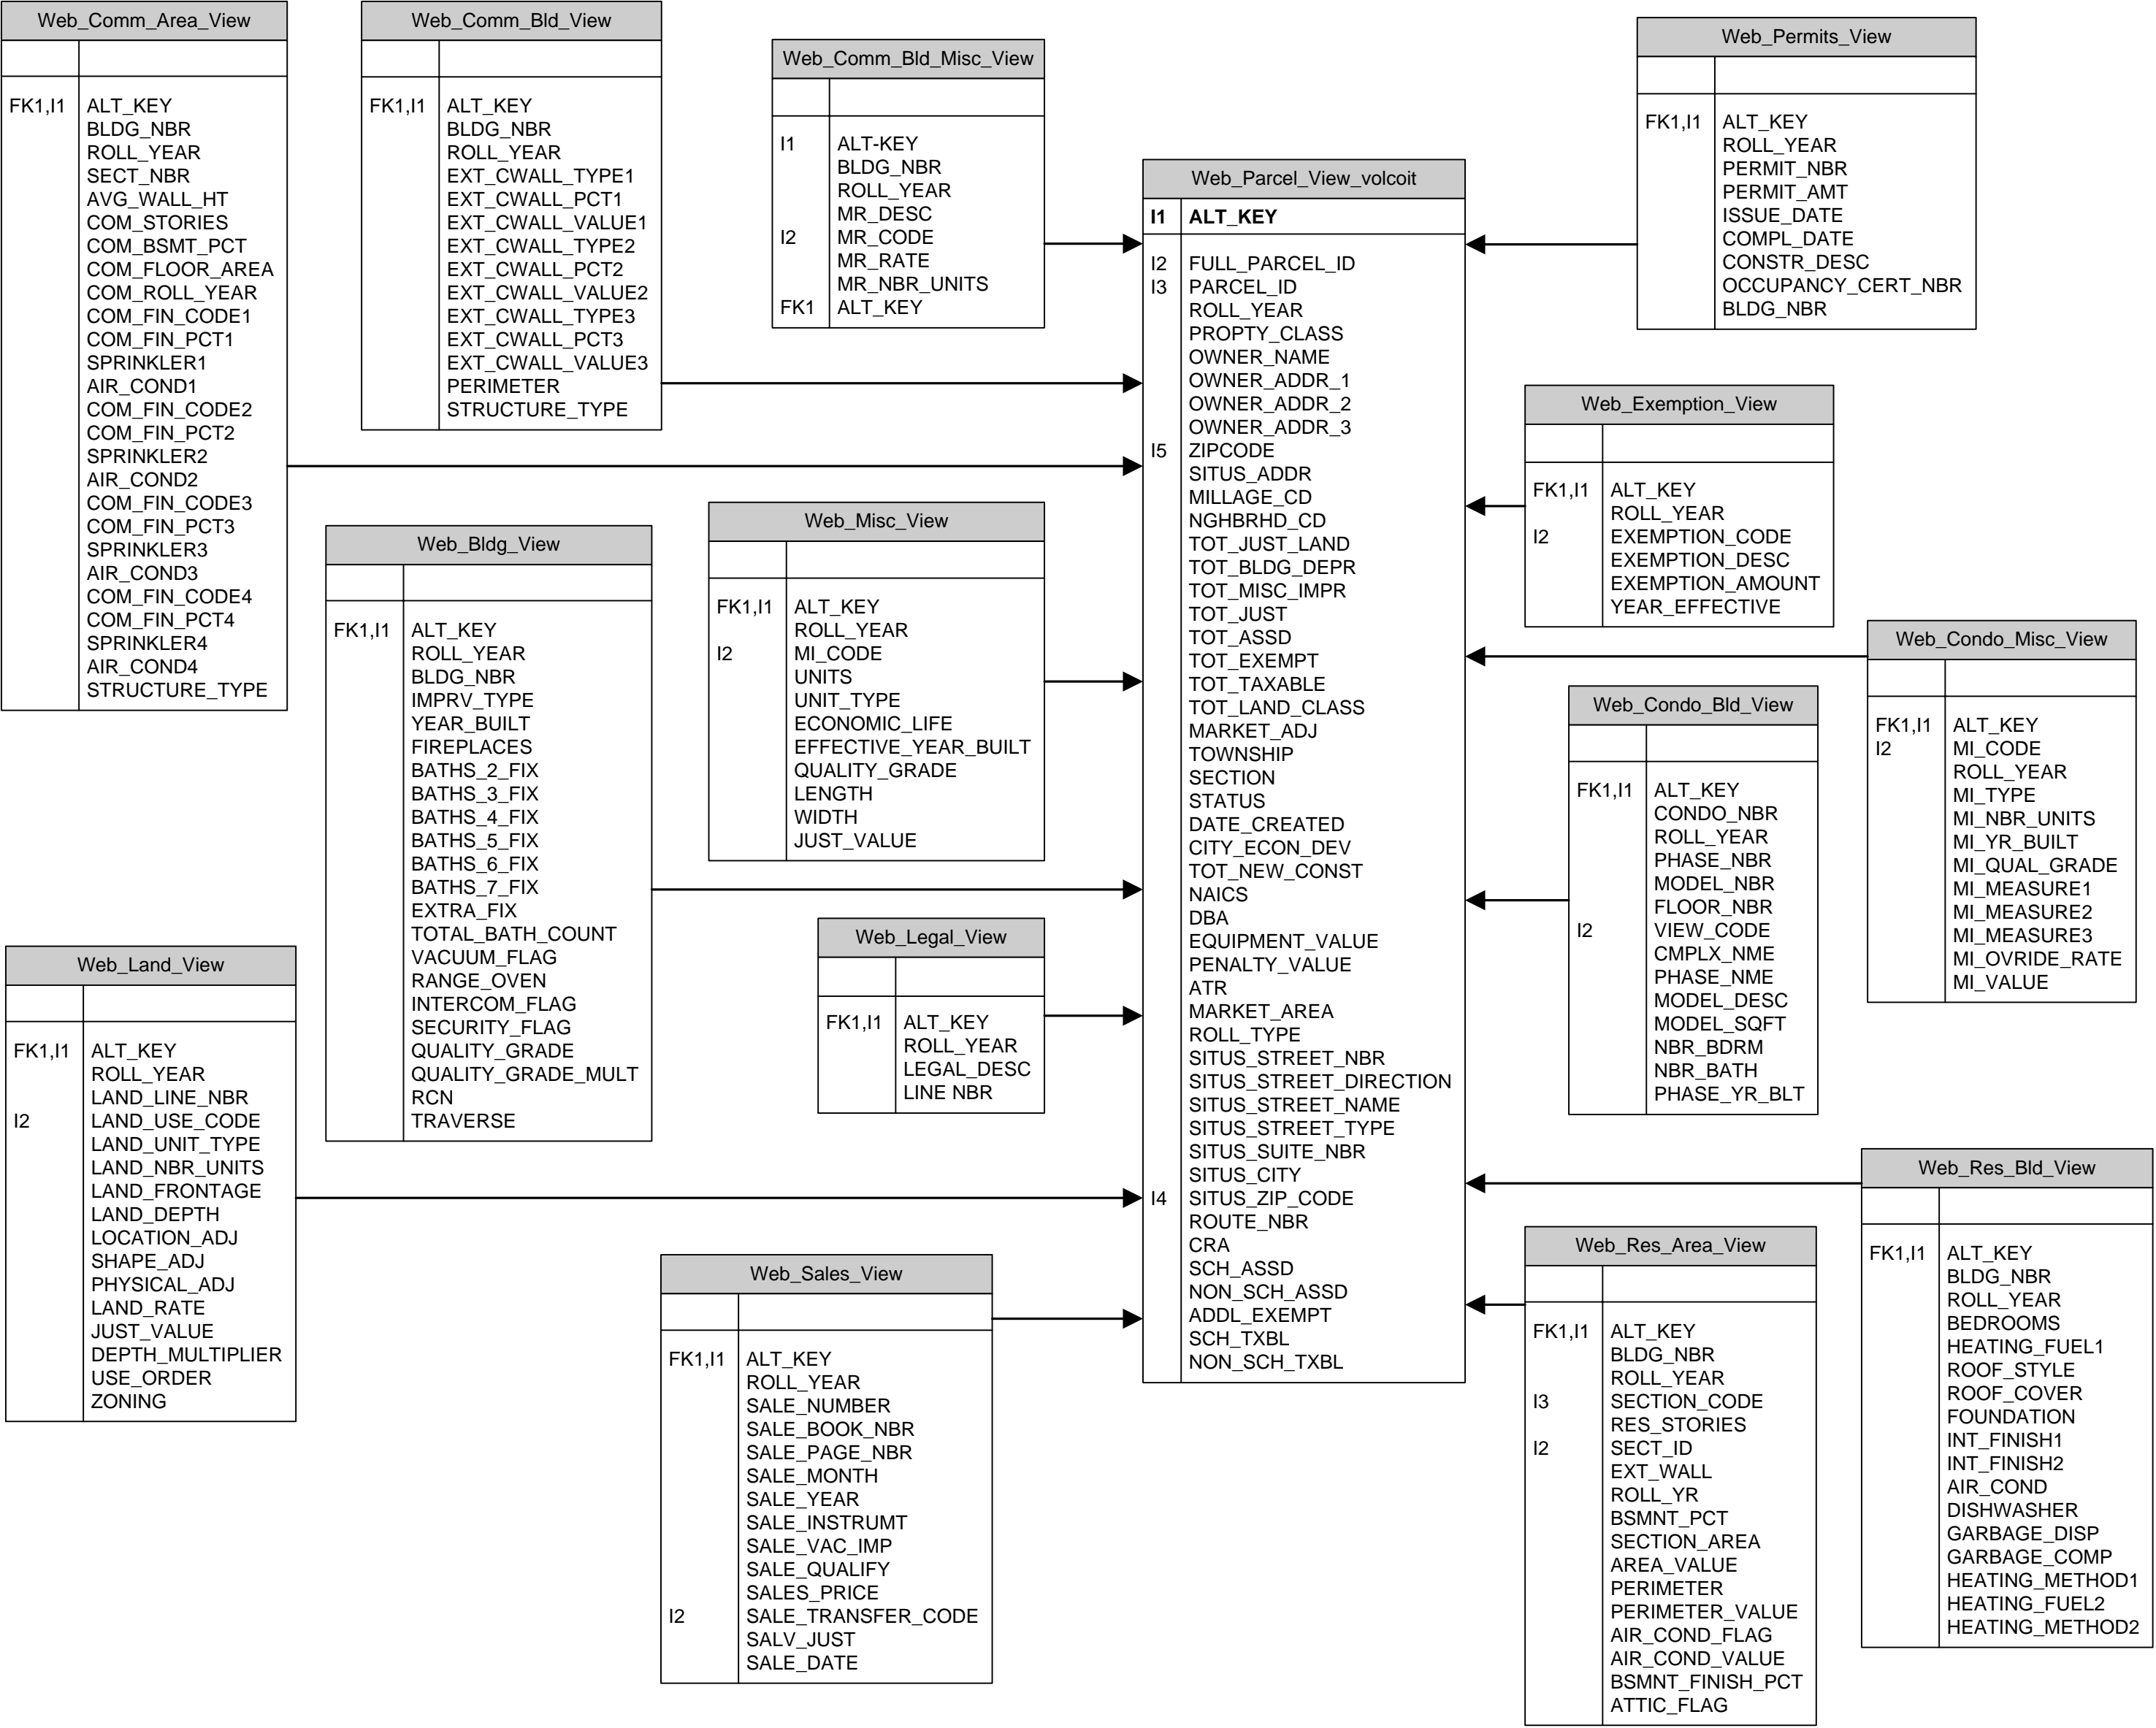 Web_Comm_Area_View
FK1,I1 ALT_KEY
BLDG_NBR
ROLL_YEAR
SECT_NBR
AVG_WALL_HT
COM_STORIES
COM_BSMT_PCT
COM_FLOOR_AREA
COM_ROLL_YEAR
COM_FIN_CODE1
COM_FIN_PCT1
SPRINKLER1
AIR_COND1
COM_FIN_CODE2
COM_FIN_PCT2
SPRINKLER2
AIR_COND2
COM_FIN_CODE3
COM_FIN_PCT3
SPRINKLER3
AIR_COND3
COM_FIN_CODE4
COM_FIN_PCT4
SPRINKLER4
AIR_COND4
STRUCTURE_TYPE
Web_Comm_Bld_View
FK1,I1 ALT_KEY
BLDG_NBR
ROLL_YEAR
EXT_CWALL_TYPE1
EXT_CWALL_PCT1
EXT_CWALL_VALUE1
EXT_CWALL_TYPE2
EXT_CWALL_PCT2
EXT_CWALL_VALUE2
EXT_CWALL_TYPE3
EXT_CWALL_PCT3
EXT_CWALL_VALUE3
PERIMETER
STRUCTURE_TYPE
Web_Comm_Bld_Misc_View
I1 ALT-KEY
BLDG_NBR
ROLL_YEAR
MR_DESC
I2 MR_CODE
MR_RATE
MR_NBR_UNITS
FK1 ALT_KEY
Web_Parcel_View_volcoit
I1 ALT_KEY
I2 FULL_PARCEL_ID
I3 PARCEL_ID
ROLL_YEAR
PROPTY_CLASS
OWNER_NAME
OWNER_ADDR_1
OWNER_ADDR_2
OWNER_ADDR_3
I5 ZIPCODE
SITUS_ADDR
MILLAGE_CD
NGHBRHD_CD
TOT_JUST_LAND
TOT_BLDG_DEPR
TOT_MISC_IMPR
TOT_JUST
TOT_ASSD
TOT_EXEMPT
TOT_TAXABLE
TOT_LAND_CLASS
MARKET_ADJ
TOWNSHIP
SECTION
STATUS
DATE_CREATED
CITY_ECON_DEV
TOT_NEW_CONST
NAICS
DBA
EQUIPMENT_VALUE
PENALTY_VALUE
ATR
MARKET_AREA
ROLL_TYPE
SITUS_STREET_NBR
SITUS_STREET_DIRECTION
SITUS_STREET_NAME
SITUS_STREET_TYPE
SITUS_SUITE_NBR
SITUS_CITY
I4 SITUS_ZIP_CODE
ROUTE_NBR
CRA
SCH_ASSD
NON_SCH_ASSD
ADDL_EXEMPT
SCH_TXBL
NON_SCH_TXBL
Web_Permits_View
FK1,I1 ALT_KEY
ROLL_YEAR
PERMIT_NBR
PERMIT_AMT
ISSUE_DATE
COMPL_DATE
CONSTR_DESC
OCCUPANCY_CERT_NBR
BLDG_NBR
Web_Exemption_View
FK1,I1 ALT_KEY
ROLL_YEAR
I2 EXEMPTION_CODE
EXEMPTION_DESC
EXEMPTION_AMOUNT
YEAR_EFFECTIVE
Web_Bldg_View
FK1,I1 ALT_KEY
ROLL_YEAR
BLDG_NBR
IMPRV_TYPE
YEAR_BUILT
FIREPLACES
BATHS_2_FIX
BATHS_3_FIX
BATHS_4_FIX
BATHS_5_FIX
BATHS_6_FIX
BATHS_7_FIX
EXTRA_FIX
TOTAL_BATH_COUNT
VACUUM_FLAG
RANGE_OVEN
INTERCOM_FLAG
SECURITY_FLAG
QUALITY_GRADE
QUALITY_GRADE_MULT
RCN
TRAVERSE
Web_Misc_View
FK1,I1 ALT_KEY
ROLL_YEAR
I2 MI_CODE
UNITS
UNIT_TYPE
ECONOMIC_LIFE
EFFECTIVE_YEAR_BUILT
QUALITY_GRADE
LENGTH
WIDTH
JUST_VALUE
Web_Condo_Misc_View
FK1,I1 ALT_KEY
I2 MI_CODE
ROLL_YEAR
MI_TYPE
MI_NBR_UNITS
MI_YR_BUILT
MI_QUAL_GRADE
MI_MEASURE1
MI_MEASURE2
MI_MEASURE3
MI_OVRIDE_RATE
MI_VALUE
Web_Condo_Bld_View
FK1,I1 ALT_KEY
CONDO_NBR
ROLL_YEAR
PHASE_NBR
MODEL_NBR
FLOOR_NBR
I2 VIEW_CODE
CMPLX_NME
PHASE_NME
MODEL_DESC
MODEL_SQFT
NBR_BDRM
NBR_BATH
PHASE_YR_BLT
Web_Legal_View
FK1,I1 ALT_KEY
ROLL_YEAR
LEGAL_DESC
LINE NBR
Web_Land_View
FK1,I1 ALT_KEY
ROLL_YEAR
LAND_LINE_NBR
I2 LAND_USE_CODE
LAND_UNIT_TYPE
LAND_NBR_UNITS
LAND_FRONTAGE
LAND_DEPTH
LOCATION_ADJ
SHAPE_ADJ
PHYSICAL_ADJ
LAND_RATE
JUST_VALUE
DEPTH_MULTIPLIER
USE_ORDER
ZONING
Web_Sales_View
FK1,I1 ALT_KEY
ROLL_YEAR
SALE_NUMBER
SALE_BOOK_NBR
SALE_PAGE_NBR
SALE_MONTH
SALE_YEAR
SALE_INSTRUMT
SALE_VAC_IMP
SALE_QUALIFY
SALES_PRICE
I2 SALE_TRANSFER_CODE
SALV_JUST
SALE_DATE
Web_Res_Area_View
FK1,I1 ALT_KEY
BLDG_NBR
ROLL_YEAR
I3 SECTION_CODE
RES_STORIES
I2 SECT_ID
EXT_WALL
ROLL_YR
BSMNT_PCT
SECTION_AREA
AREA_VALUE
PERIMETER
PERIMETER_VALUE
AIR_COND_FLAG
AIR_COND_VALUE
BSMNT_FINISH_PCT
ATTIC_FLAG
Web_Res_Bld_View
FK1,I1 ALT_KEY
BLDG_NBR
ROLL_YEAR
BEDROOMS
HEATING_FUEL1
ROOF_STYLE
ROOF_COVER
FOUNDATION
INT_FINISH1
INT_FINISH2
AIR_COND
DISHWASHER
GARBAGE_DISP
GARBAGE_COMP
HEATING_METHOD1
HEATING_FUEL2
HEATING_METHOD2